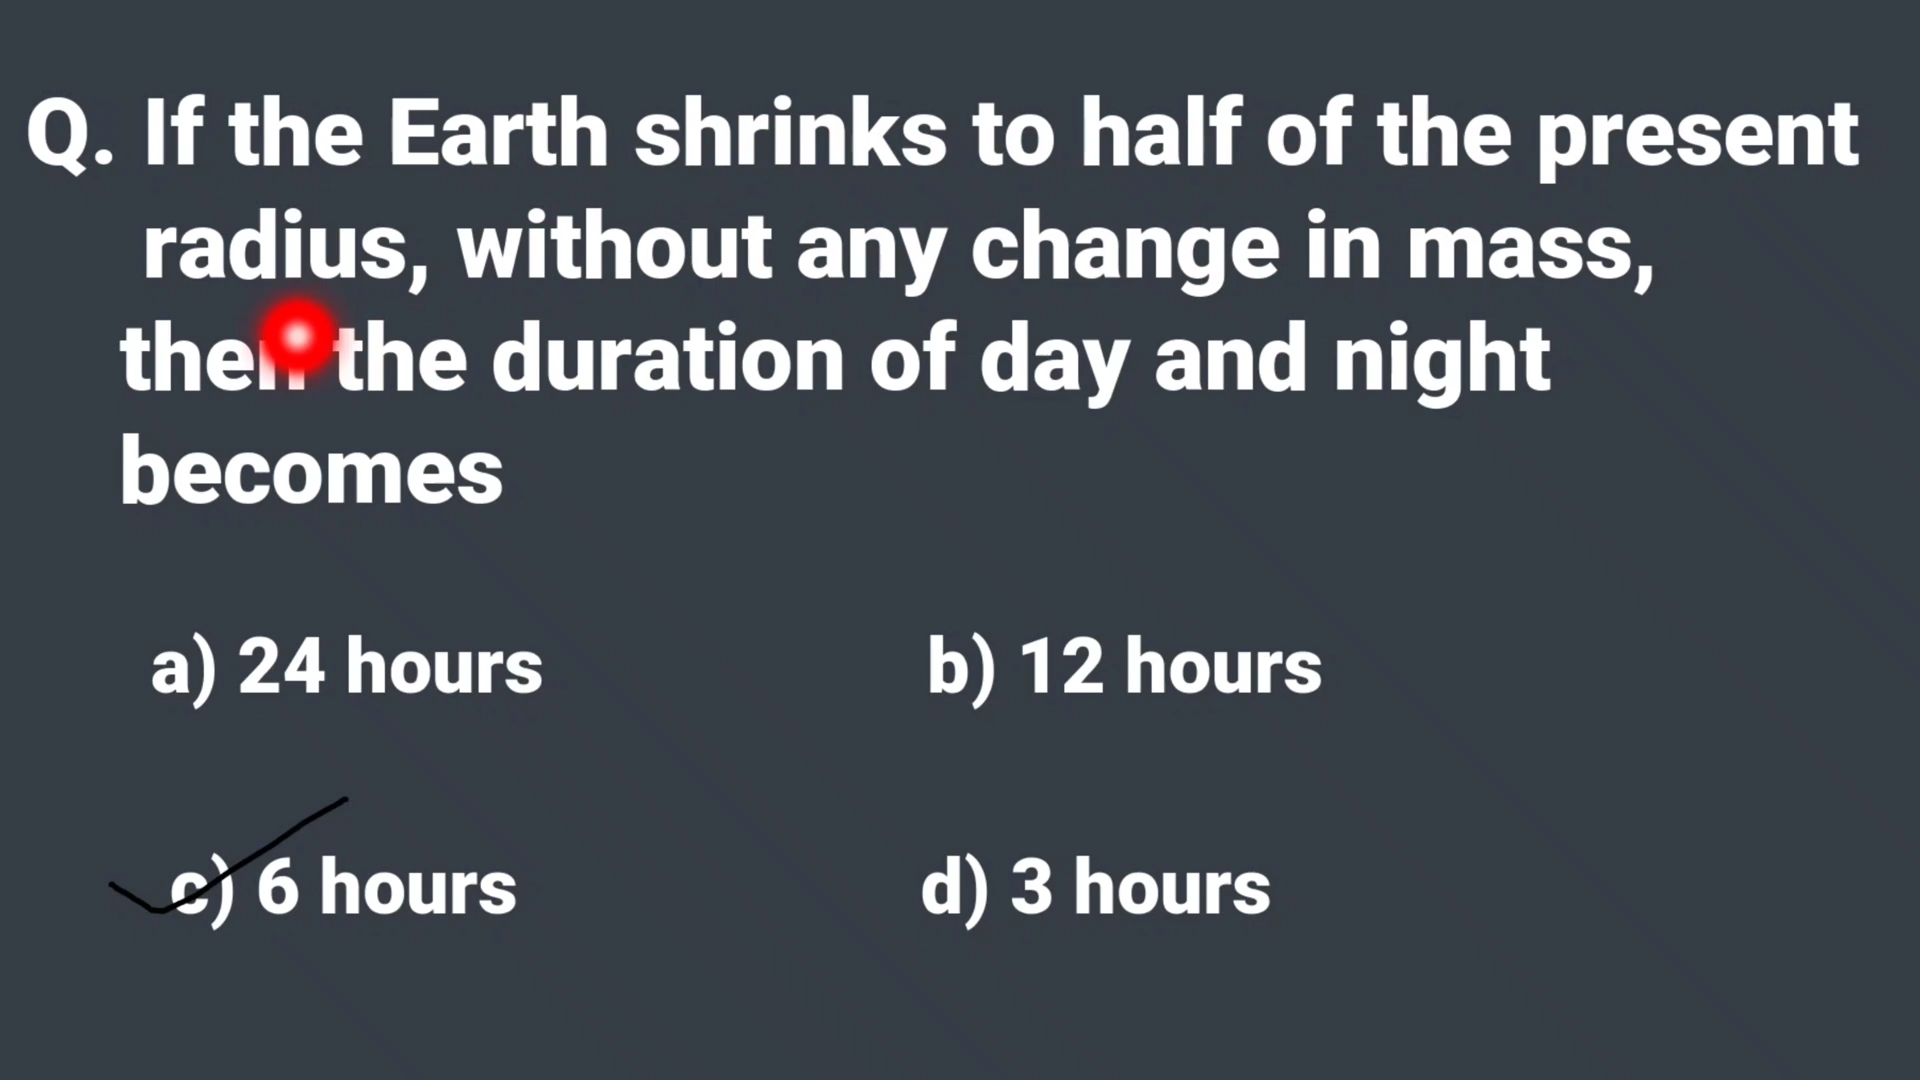 Q. If the Earth shrinks to half of the present
radius, without any change in mass,
then the duration of day and night
becomes
a) 24 hours b) 12 hours
c) 6 hours d) 3 hours